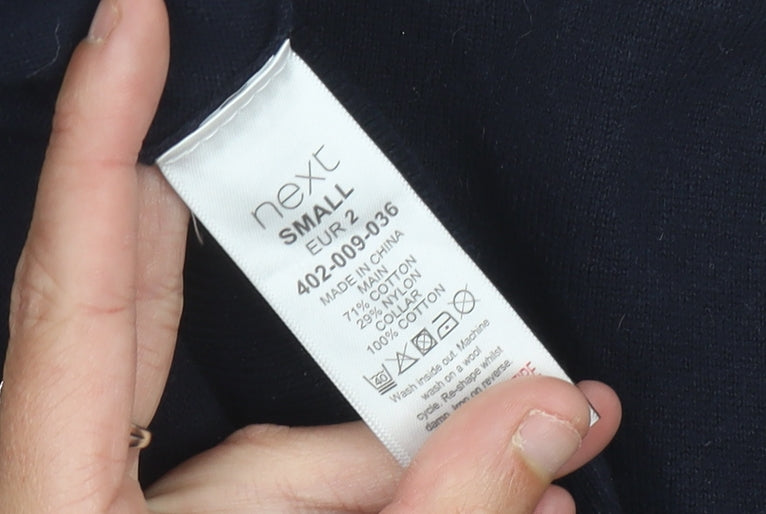 next
SMALL
EUR 2
402-009-036
MADE IN CHINA
MAIN
71% COTTON
29% NYLON
COLLAR
100% COTTON
40
Wash inside out. Machine
wash on a wool
cycle. Re-shape whilst
damp. Iron on reverse.